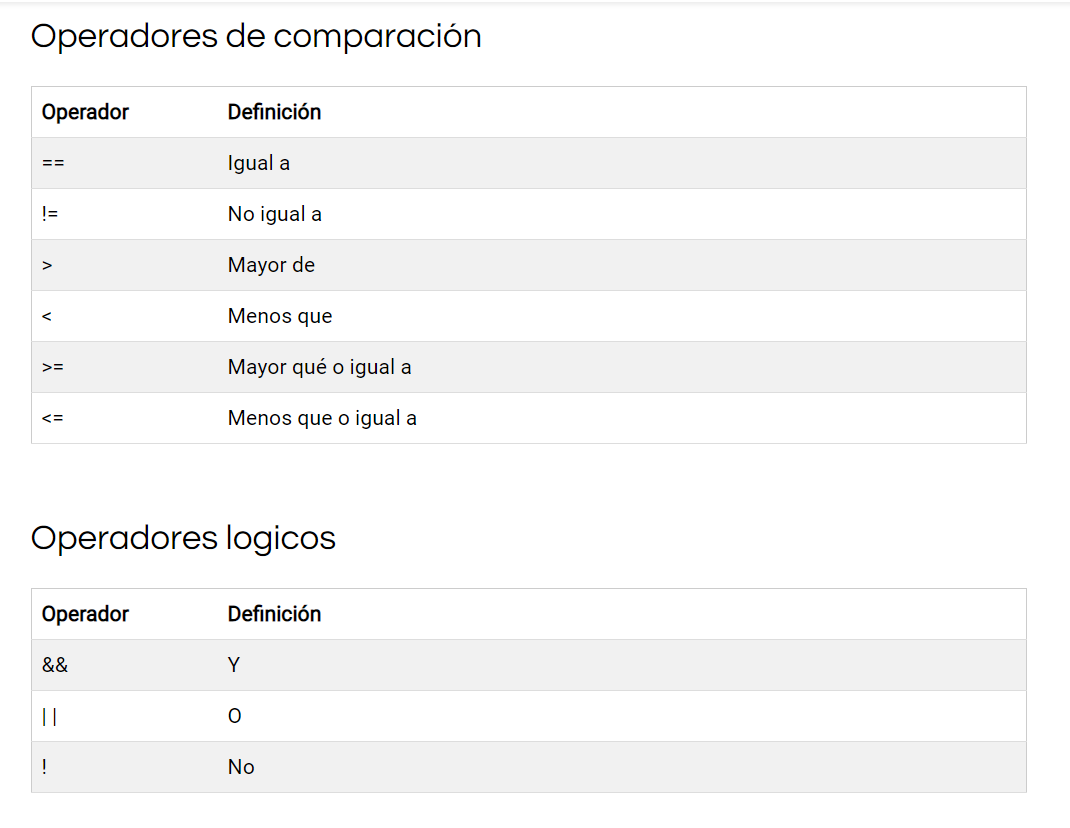 Operadores de comparación
Operador Definición
== Igual a
!= No igual a
> Mayor de
< Menos que
>= Mayor qué o igual a
<= Menos que o igual a
Operadores logicos
Operador Definición
&& Y
|| O
! No